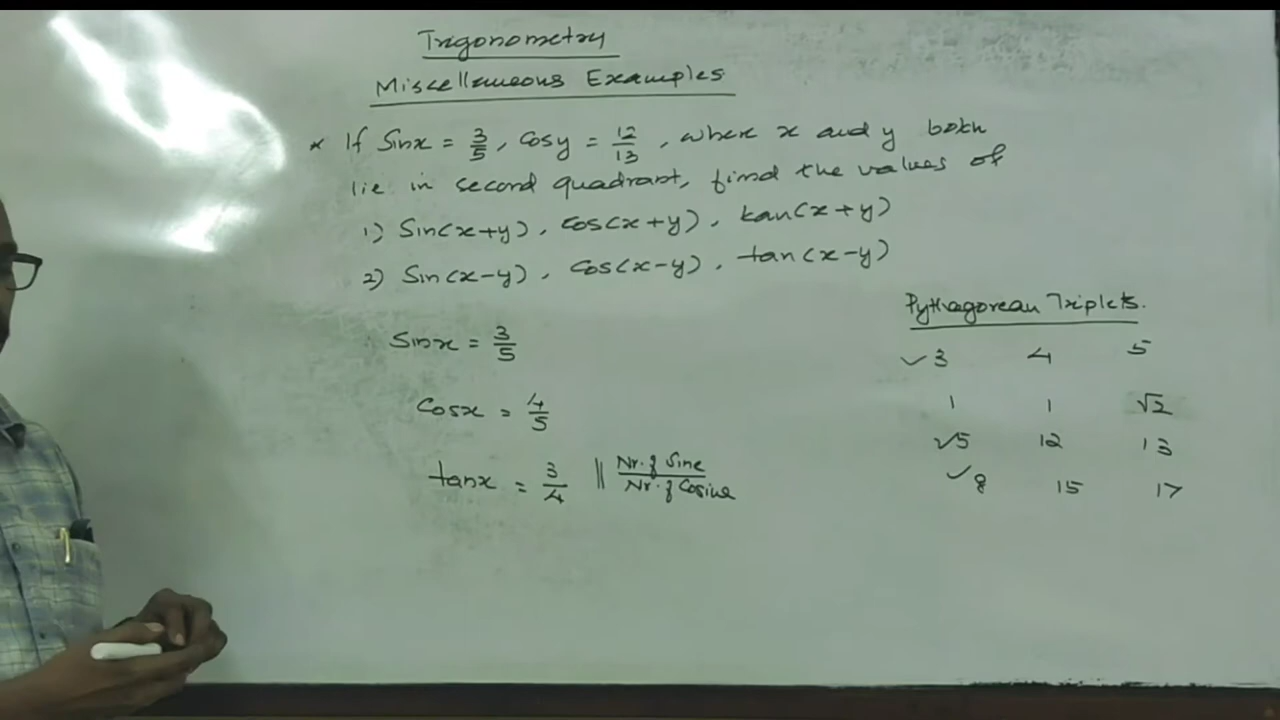 Trigonometry
Miscellaneous Examples
* If Sinx = 3/5, Cosy = 12/13, where x and y both
lie in second quadrant, find the values of
1) Sin(x+y), Cos(x+y), tan(x+y)
2) Sin(x-y), Cos(x-y), tan(x-y)
Sinx = 3/5
Cosx = 4/5
tanx = 3/4 || Nr. of Sine / Nr. of Cosine
Pythagorean Triplets.
✓3 4 5
1 1 √2
✓5 12 13
✓8 15 17